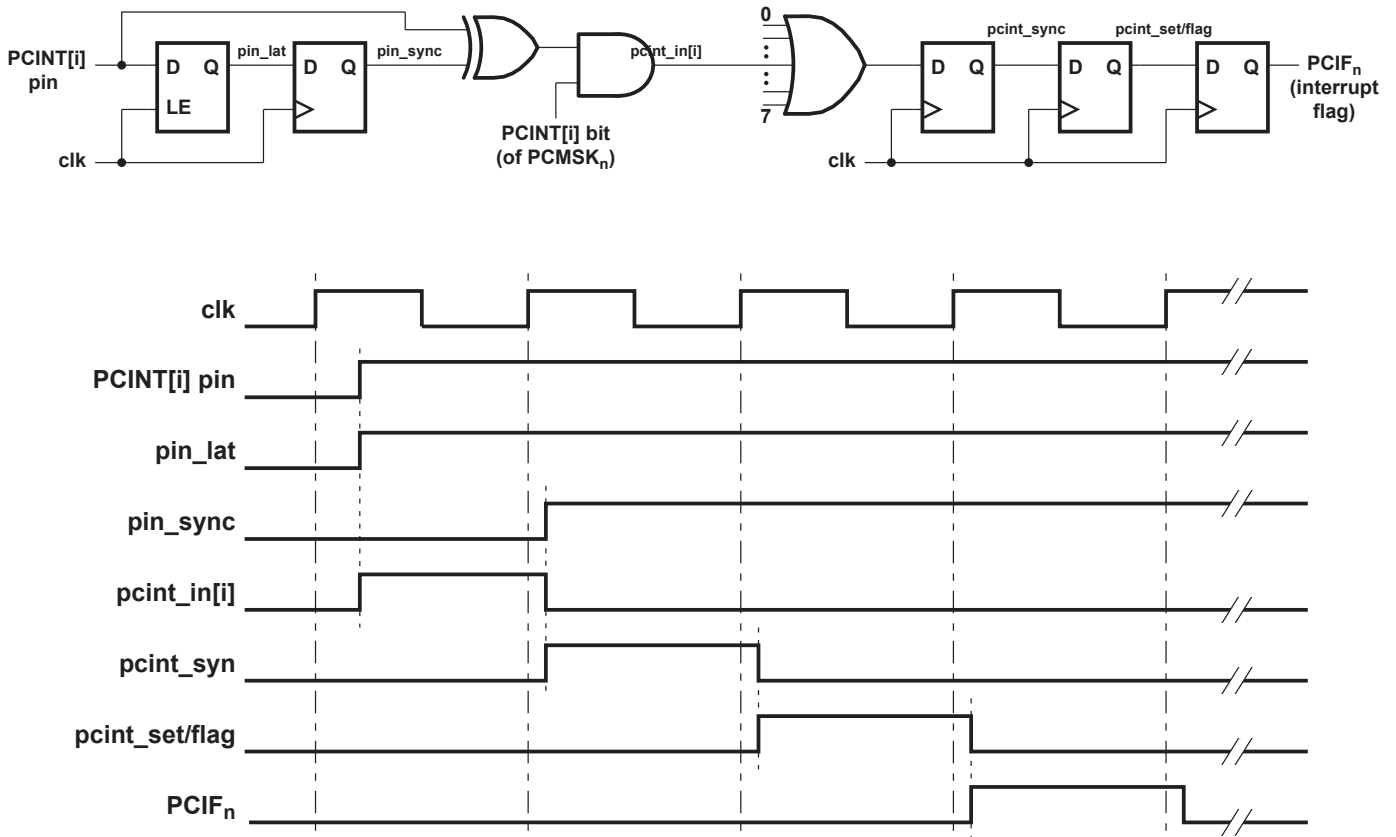 PCINT[i]
pin
D Q
LE
pin_lat
D Q
pin_sync
clk
PCINT[i] bit
(of PCMSKn)
pcint_in[i]
0
7
D Q
pcint_sync
D Q
pcint_set/flag
D Q
clk
PCIFn
(interrupt
flag)
clk
PCINT[i] pin
pin_lat
pin_sync
pcint_in[i]
pcint_syn
pcint_set/flag
PCIFn